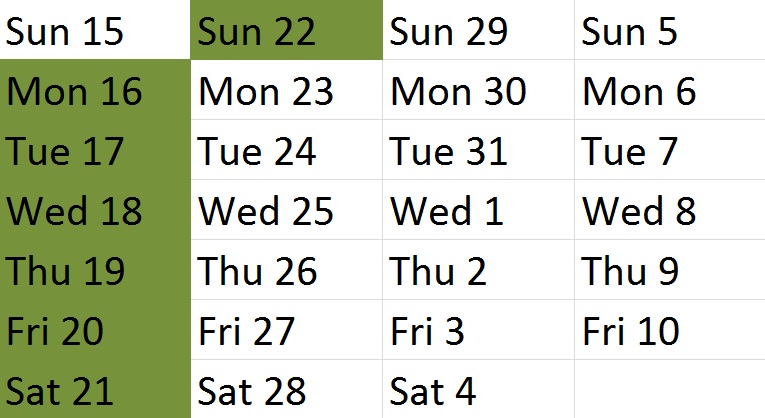 Sun 15 Sun 22 Sun 29 Sun 5
Mon 16 Mon 23 Mon 30 Mon 6
Tue 17 Tue 24 Tue 31 Tue 7
Wed 18 Wed 25 Wed 1 Wed 8
Thu 19 Thu 26 Thu 2 Thu 9
Fri 20 Fri 27 Fri 3 Fri 10
Sat 21 Sat 28 Sat 4